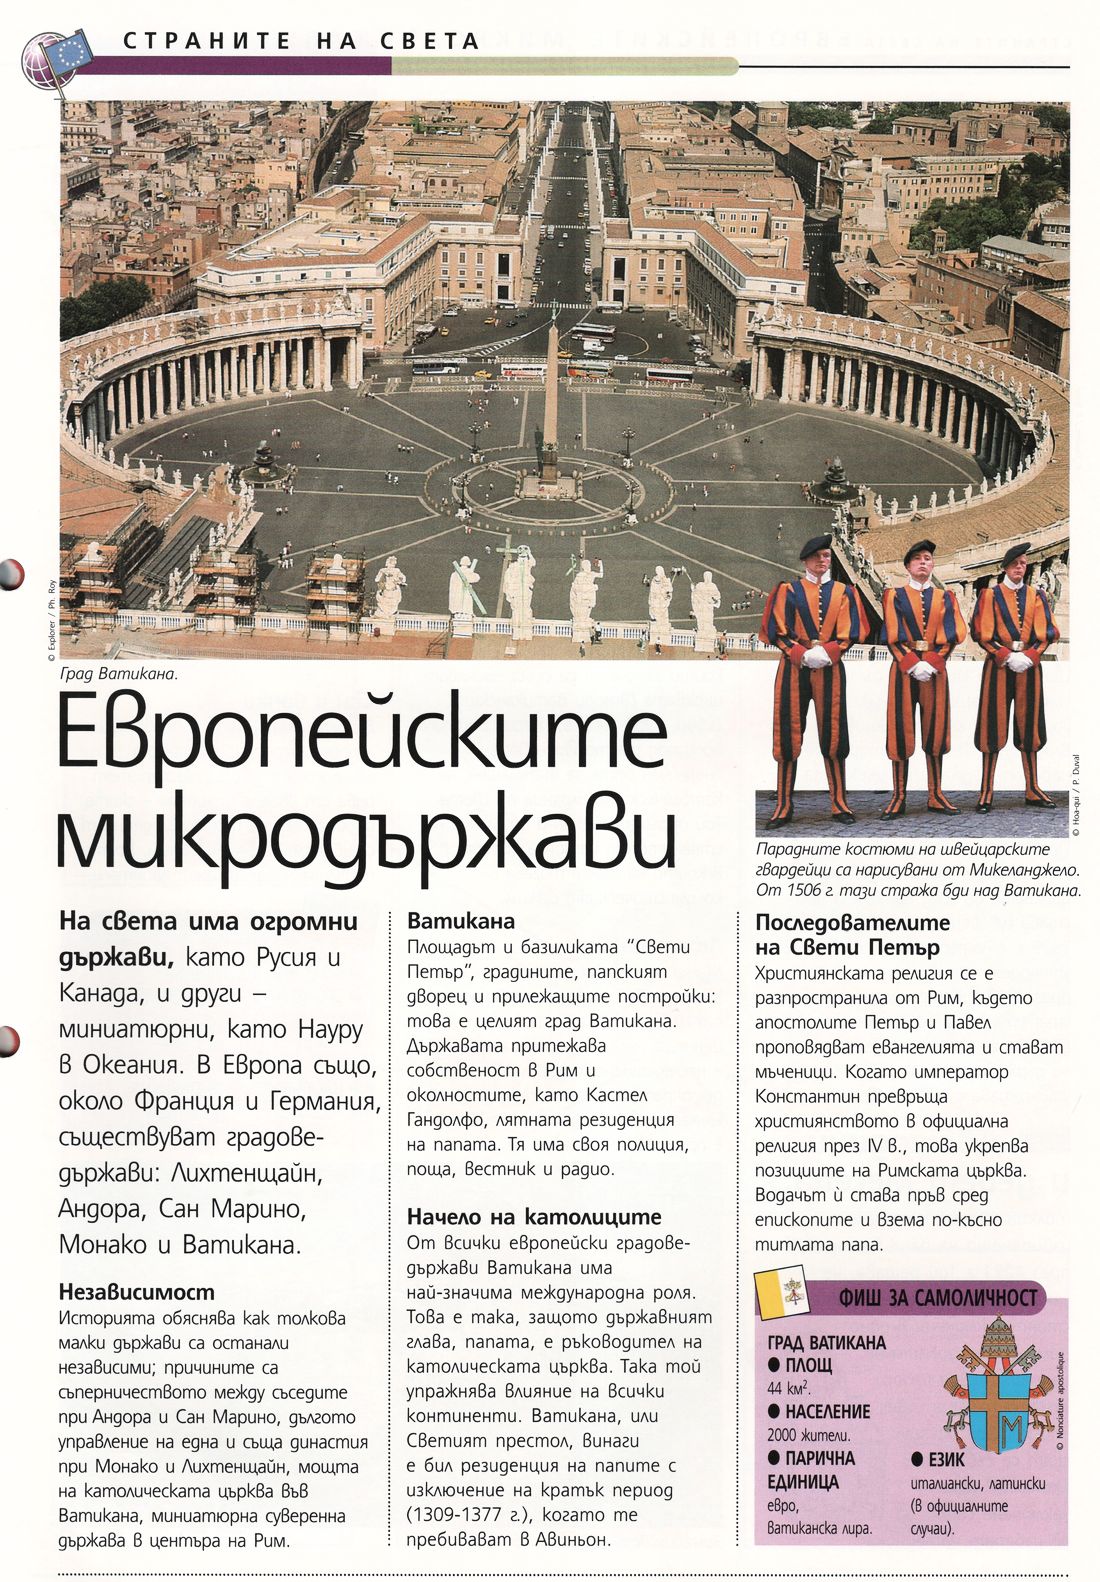 СТРАНИТЕ НА СВЕТА
© Explorer / Ph. Roy
Град Ватикана.
Европейските
микродържави
© Hoa-qui / P. Duval
Парадните костюми на швейцарските
гвардейци са нарисувани от Микеланджело.
От 1506 г. тази стража бди над Ватикана.
На света има огромни
държави, като Русия и
Канада, и други –
миниатюрни, като Науру
в Океания. В Европа също,
около Франция и Германия,
съществуват градове-
държави: Лихтенщайн,
Андора, Сан Марино,
Монако и Ватикана.
Независимост
Историята обяснява как толкова
малки държави са останали
независими; причините са
съперничеството между съседите
при Андора и Сан Марино, дългото
управление на една и съща династия
при Монако и Лихтенщайн, мощта
на католическата църква във
Ватикана, миниатюрна суверенна
държава в центъра на Рим.
Ватикана
Площадът и базиликата “Свети
Петър”, градините, папският
дворец и прилежащите постройки:
това е целият град Ватикана.
Държавата притежава
собственост в Рим и
околностите, като Кастел
Гандолфо, лятната резиденция
на папата. Тя има своя полиция,
поща, вестник и радио.
Начело на католиците
От всички европейски градове-
държави Ватикана има
най-значима международна роля.
Това е така, защото държавният
глава, папата, е ръководител на
католическата църква. Така той
упражнява влияние на всички
континенти. Ватикана, или
Светият престол, винаги
е бил резиденция на папите с
изключение на кратък период
(1309-1377 г.), когато те
пребивават в Авиньон.
Последователите
на Свети Петър
Християнската религия се е
разпространила от Рим, където
апостолите Петър и Павел
проповядват евангелията и стават
мъченици. Когато император
Константин превръща
християнството в официална
религия през IV в., това укрепва
позициите на Римската църква.
Водачът ѝ става пръв сред
епископите и взема по-късно
титлата папа.
ФИШ ЗА САМОЛИЧНОСТ
ГРАД ВАТИКАНА
● ПЛОЩ
44 км².
● НАСЕЛЕНИЕ
2000 жители.
● ПАРИЧНА
ЕДИНИЦА
евро,
Ватиканска лира.
● ЕЗИК
италиански, латински
(в официалните
случаи).
M
© Nonciature apostolique